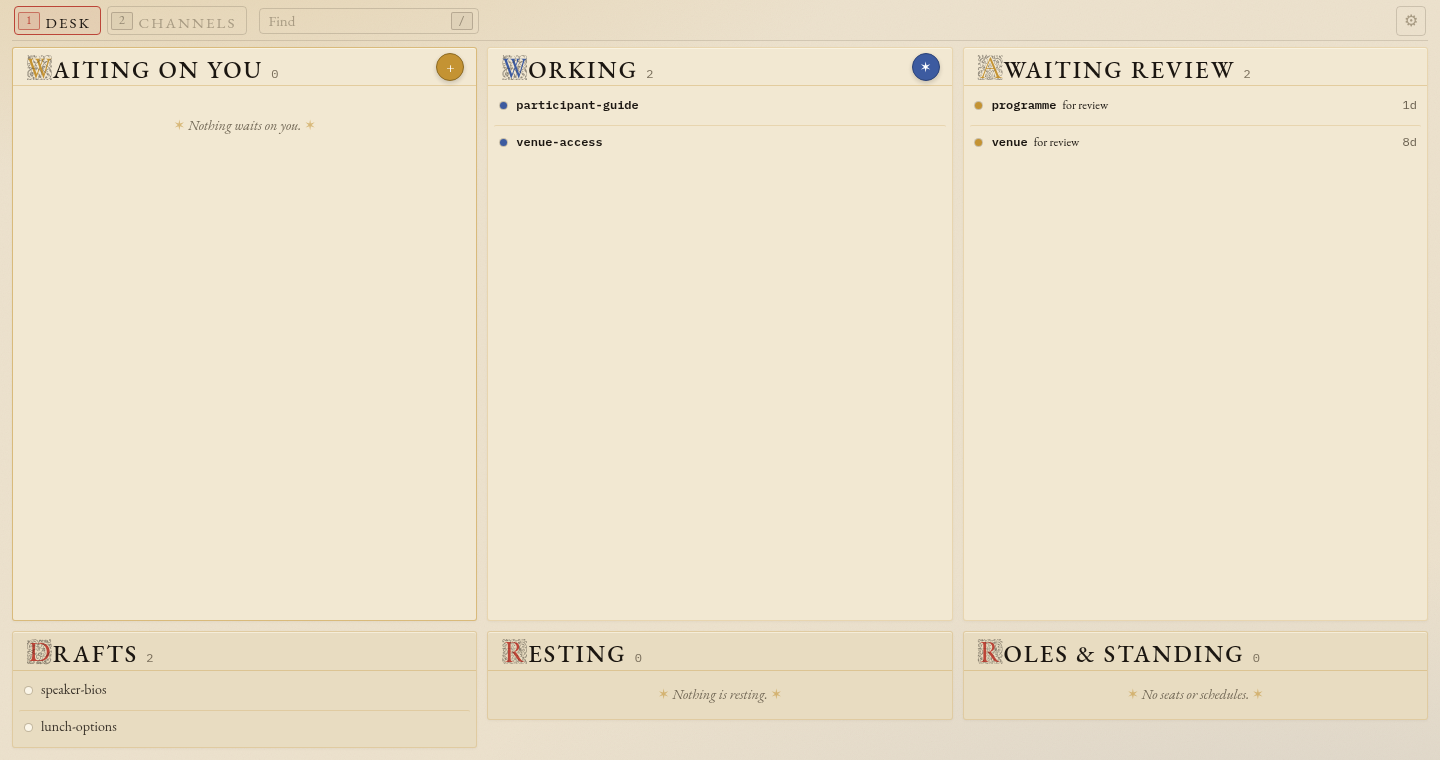 1 DESK 2 CHANNELS Find / ⚙
WAITING ON YOU 0 +
✶ Nothing waits on you. ✶
WORKING 2 ✶
participant-guide
venue-access
AWAITING REVIEW 2
programme for review 1d
venue for review 8d
DRAFTS 2
speaker-bios
lunch-options
RESTING 0
✶ Nothing is resting. ✶
ROLES & STANDING 0
✶ No seats or schedules. ✶